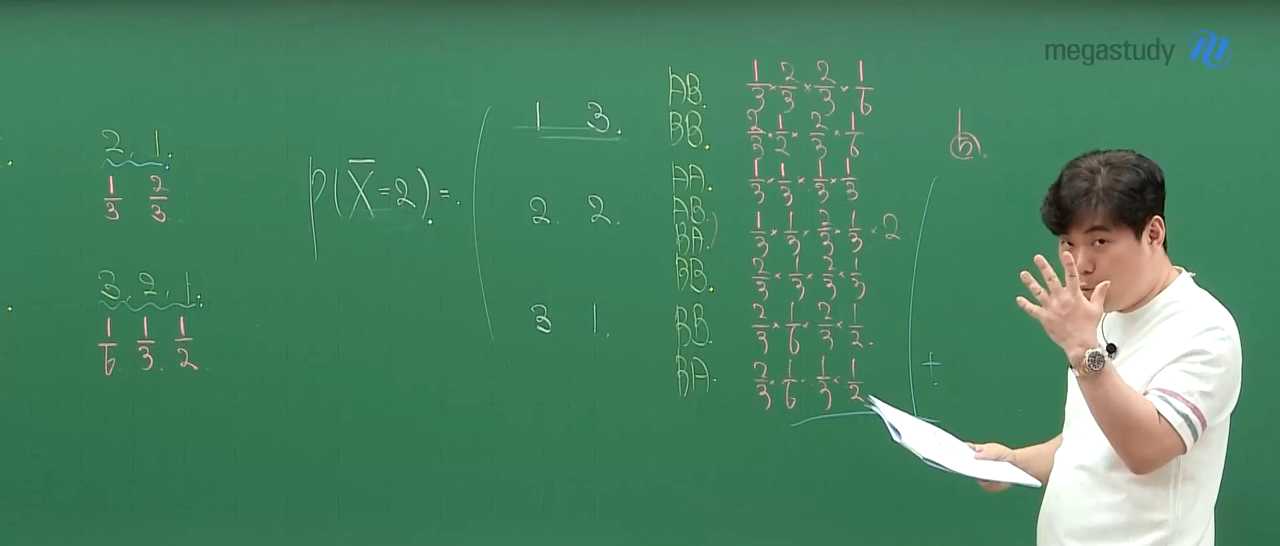 megastudy
2, 1.
1/3 2/3
3, 2, 1.
1/6 1/3 1/2
P(X̄=2)=
1 3.
2. 2.
3 1.
AB. 1/3 × 2/3 × 2/3 × 1/6
BB. 2/3 × 1/2 × 2/3 × 1/6
AA. 1/3 × 1/3 × 1/3 × 1/3
AB.
BA.) 1/3 × 1/3 × 2/3 × 1/3 × 2
BB. 2/3 × 1/3 × 2/3 × 1/3
BB. 2/3 × 1/6 × 2/3 × 1/2.
BA. 2/3 × 1/6 × 1/3 × 1/2
+